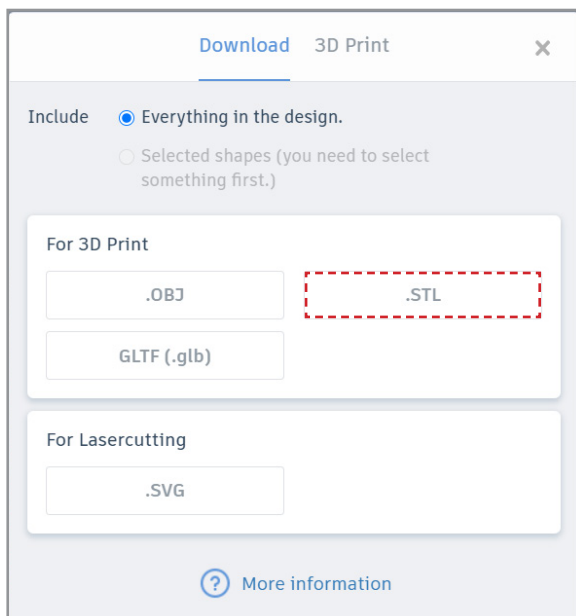 Download 3D Print ×
Include Everything in the design.
Selected shapes (you need to select
something first.)
For 3D Print
.OBJ .STL
GLTF (.glb)
For Lasercutting
.SVG
? More information